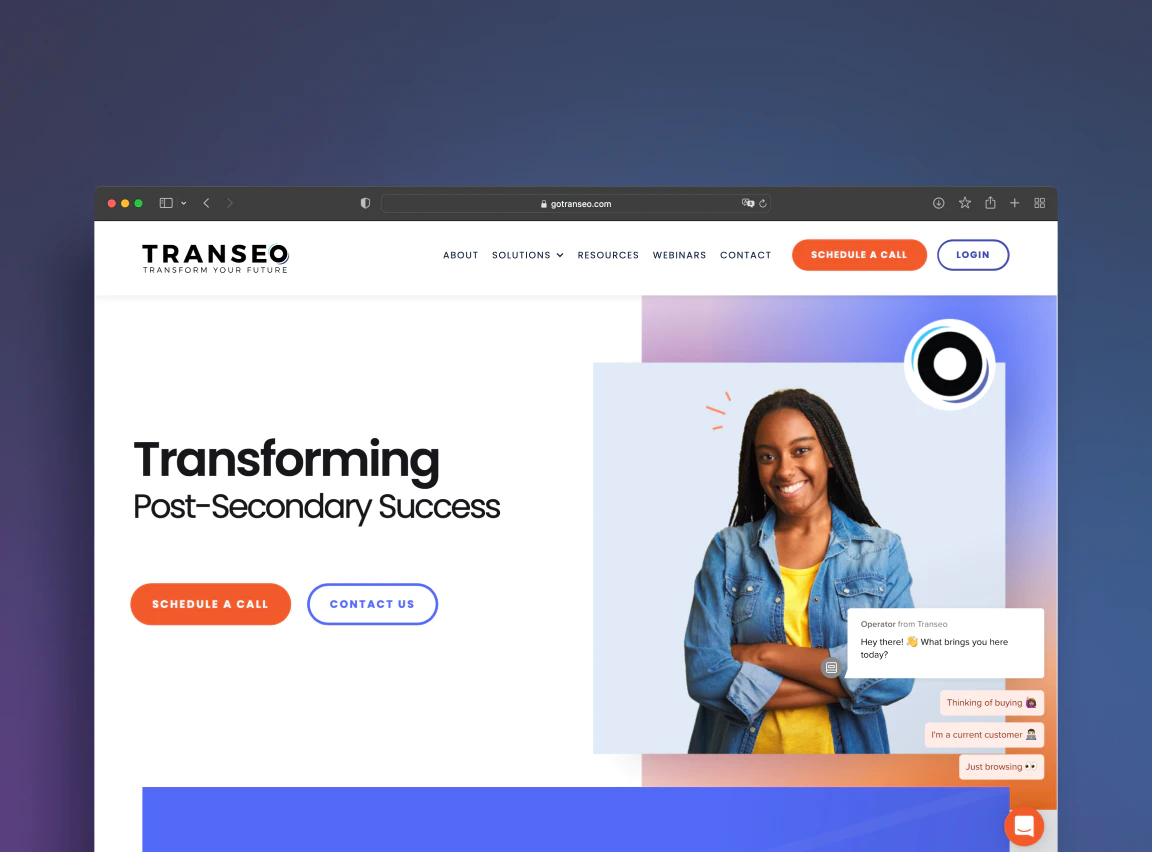 gotranseo.com
TRANSEO
TRANSFORM YOUR FUTURE
ABOUT SOLUTIONS RESOURCES WEBINARS CONTACT SCHEDULE A CALL LOGIN
Transforming
Post-Secondary Success
SCHEDULE A CALL CONTACT US
Operator from Transeo
Hey there! 👋 What brings you here
today?
Thinking of buying 🙋🏾‍♀️
I'm a current customer 👨🏻‍💻
Just browsing 👀